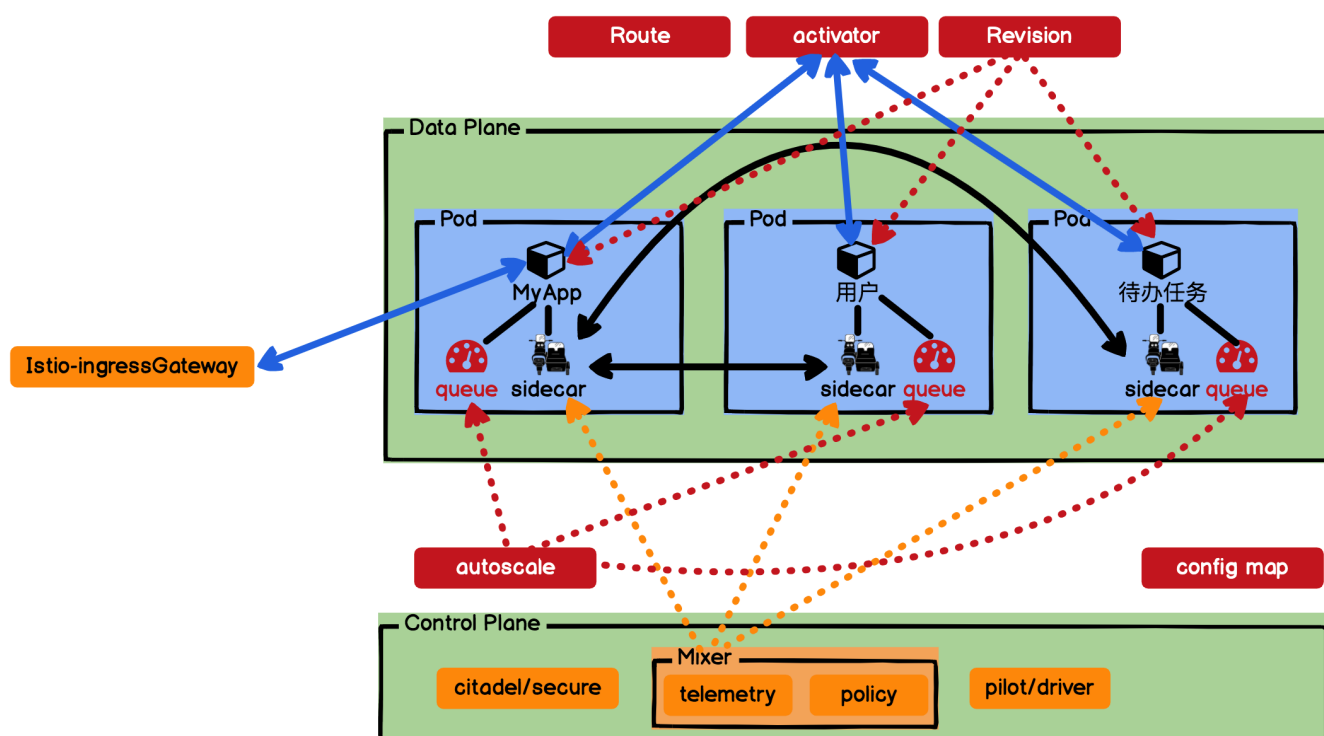 Route
activator
Revision
Data Plane
Pod
Pod
Pod
MyApp
用户
待办任务
Istio-ingressGateway
queue
sidecar
sidecar
queue
sidecar
queue
autoscale
config map
Control Plane
Mixer
citadel/secure
telemetry
policy
pilot/driver